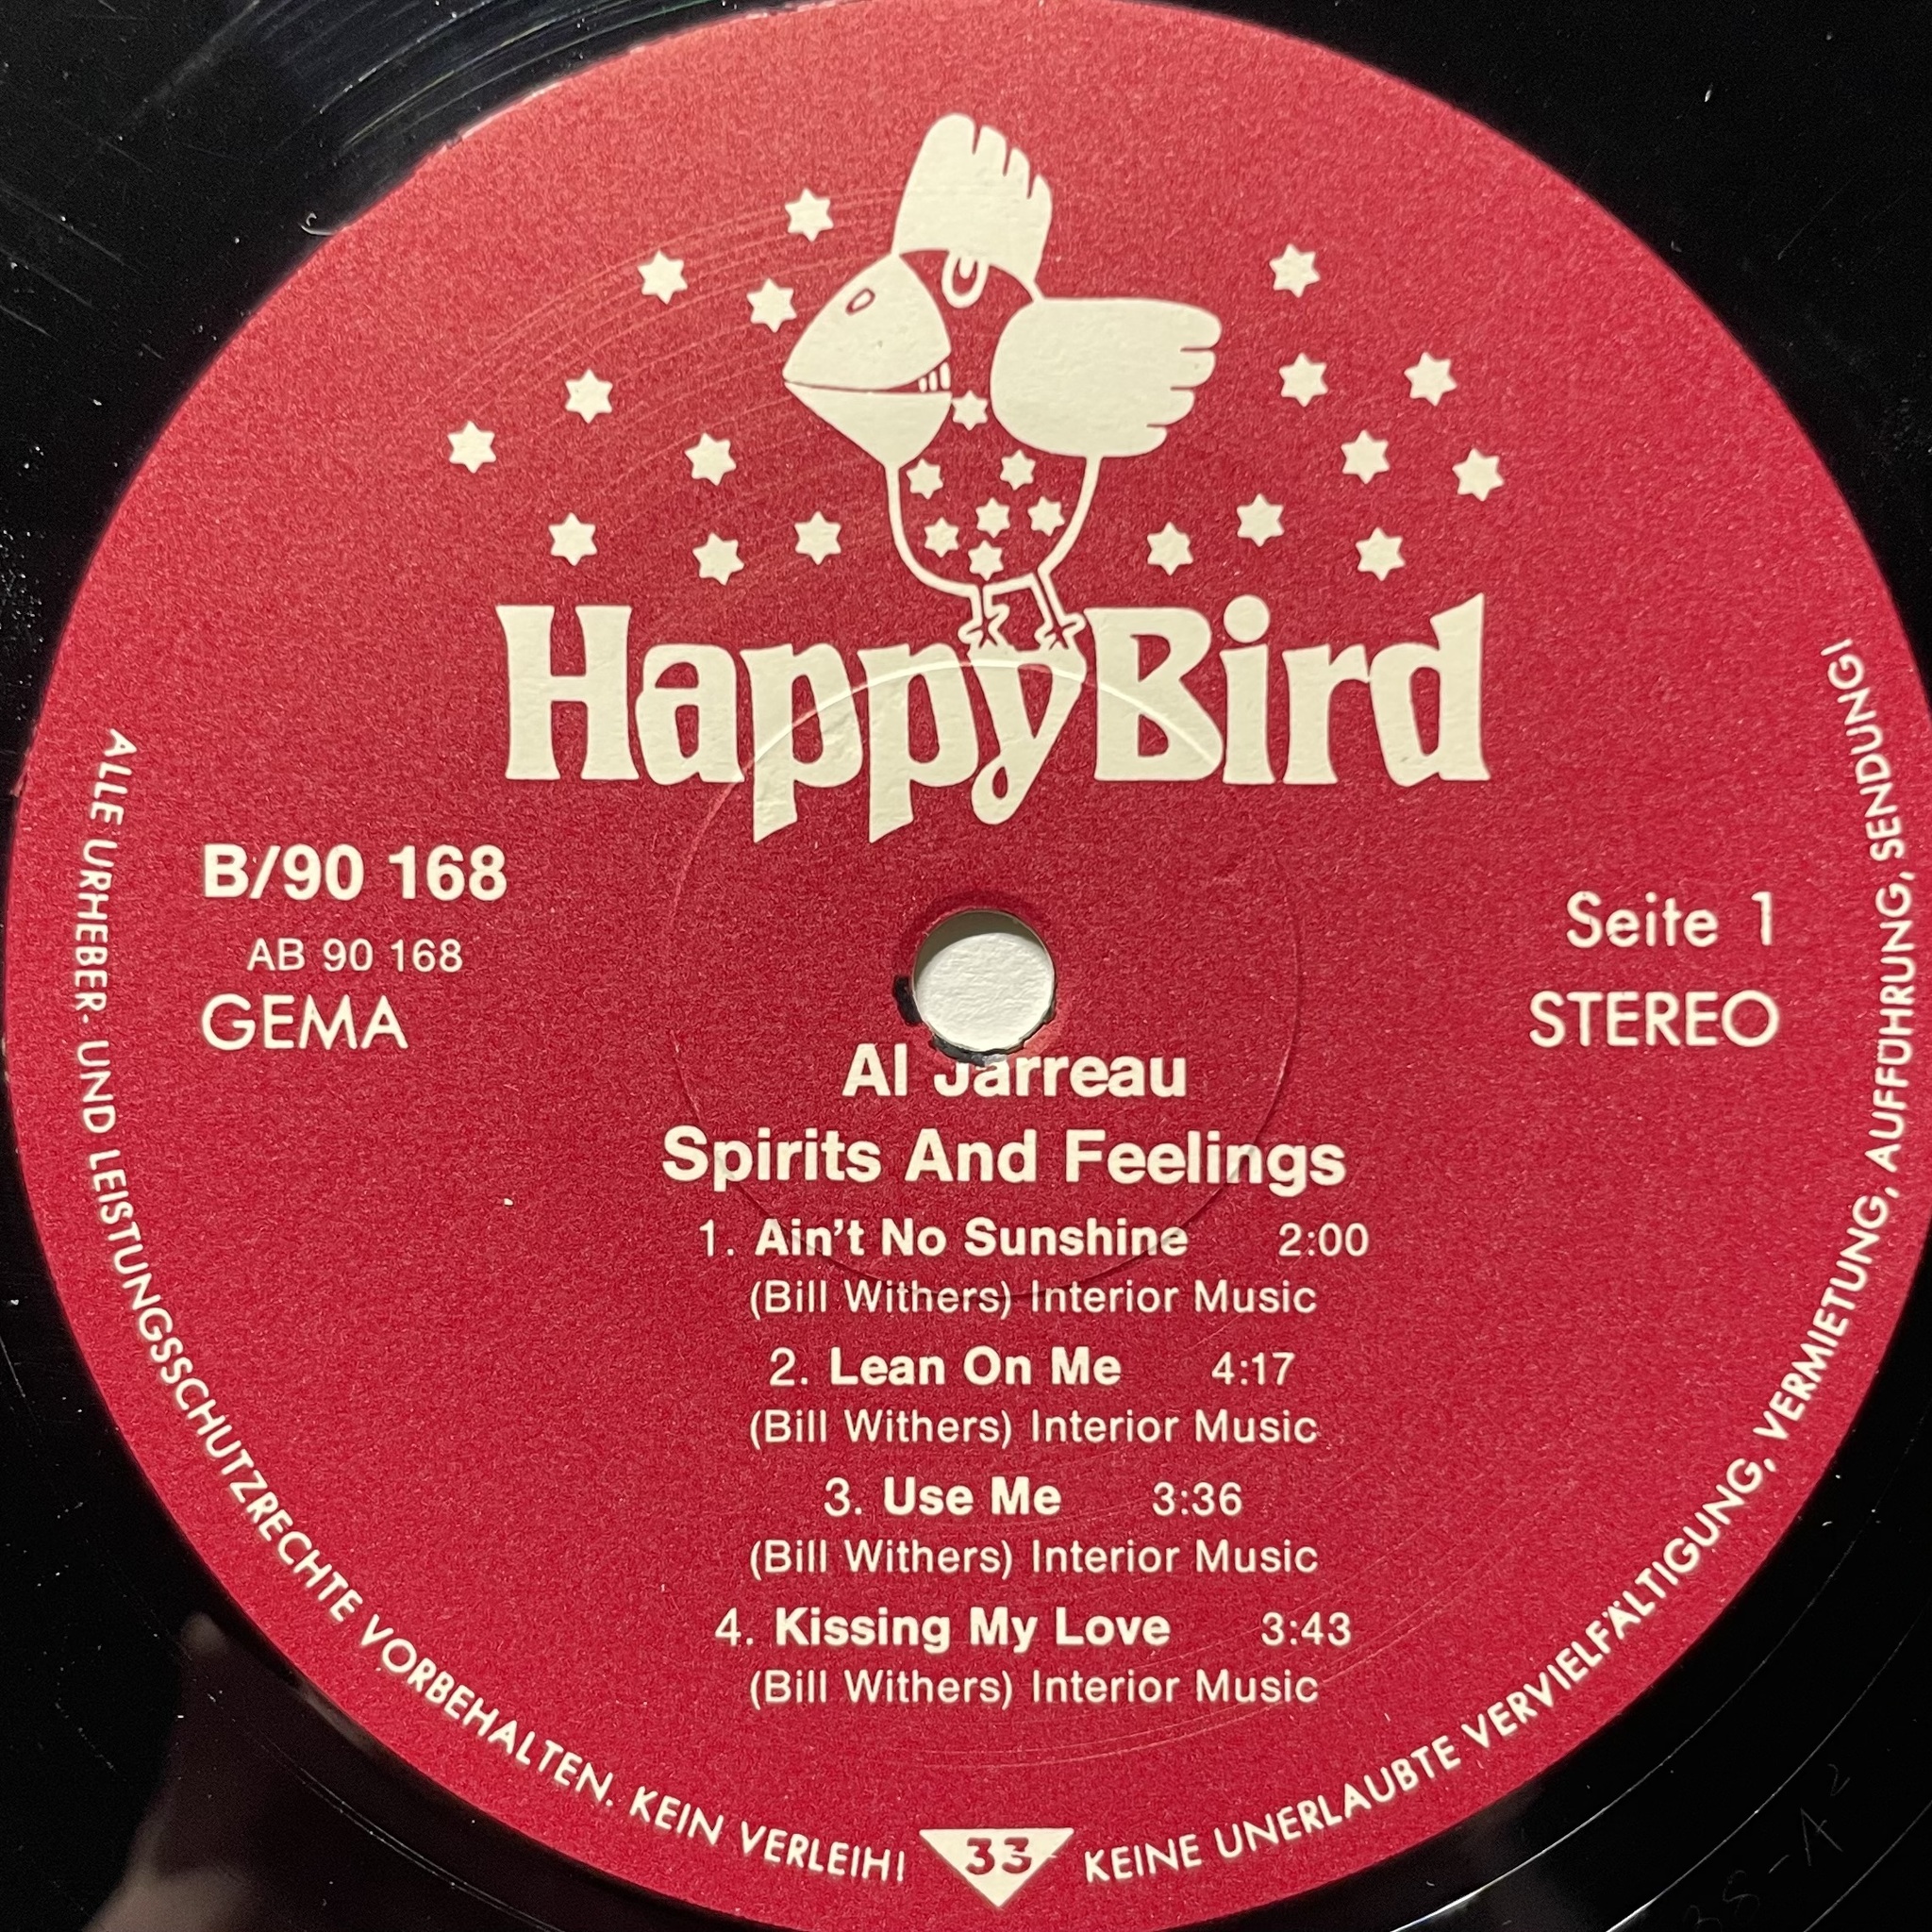 HappyBird
B/90 168
AB 90 168
GEMA
Seite 1
STEREO
Al Jarreau
Spirits And Feelings
1. Ain't No Sunshine 2:00
(Bill Withers) Interior Music
2. Lean On Me 4:17
(Bill Withers) Interior Music
3. Use Me 3:36
(Bill Withers) Interior Music
4. Kissing My Love 3:43
(Bill Withers) Interior Music
ALLE URHEBER- UND LEISTUNGSSCHUTZRECHTE VORBEHALTEN. KEIN VERLEIH!
33
KEINE UNERLAUBTE VERVIELFÄLTIGUNG, VERMIETUNG, AUFFÜHRUNG, SENDUNG!